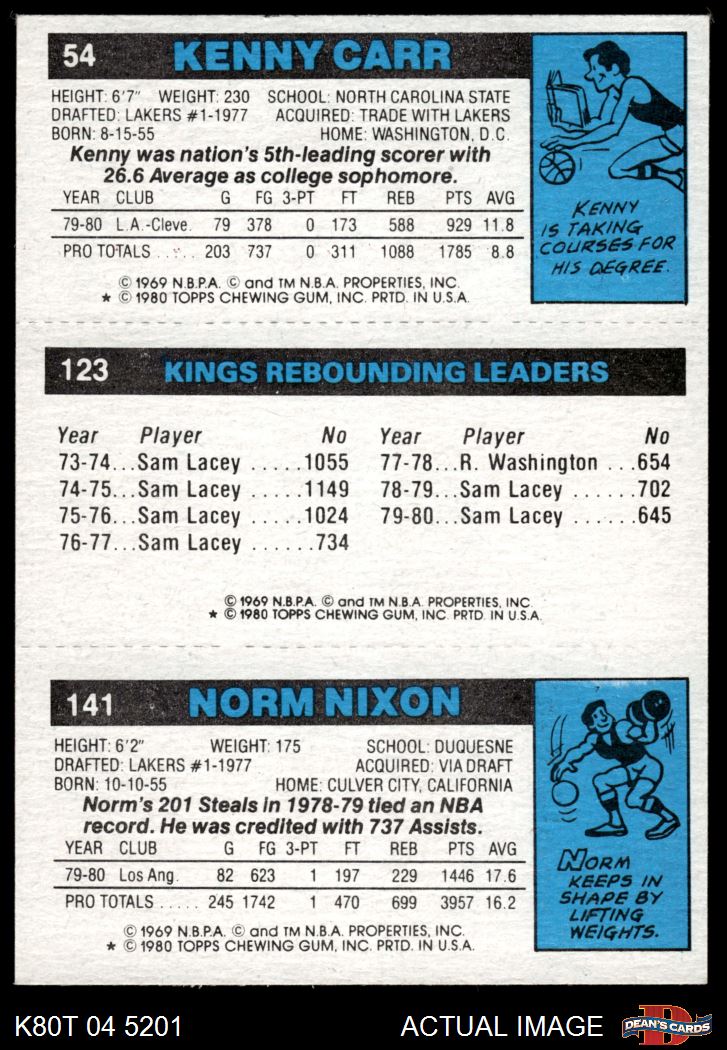 54 KENNY CARR
HEIGHT: 6'7" WEIGHT: 230 SCHOOL: NORTH CAROLINA STATE
DRAFTED: LAKERS #1-1977 ACQUIRED: TRADE WITH LAKERS
BORN: 8-15-55 HOME: WASHINGTON, D.C.
Kenny was nation's 5th-leading scorer with
26.6 Average as college sophomore.
YEAR CLUB G FG 3-PT FT REB PTS AVG
79-80 L.A.-Cleve. 79 378 0 173 588 929 11.8
PRO TOTALS ..... 203 737 0 311 1088 1785 8.8
© 1969 N.B.P.A. © and TM N.B.A. PROPERTIES, INC.
★ © 1980 TOPPS CHEWING GUM, INC. PRTD. IN U.S.A.
KENNY
IS TAKING
COURSES FOR
HIS DEGREE.
123 KINGS REBOUNDING LEADERS
Year Player No Year Player No
73-74...Sam Lacey .....1055 77-78...R. Washington ...654
74-75...Sam Lacey .....1149 78-79...Sam Lacey ......702
75-76...Sam Lacey .....1024 79-80...Sam Lacey ......645
76-77...Sam Lacey ......734
© 1969 N.B.P.A. © and TM N.B.A. PROPERTIES, INC.
★ © 1980 TOPPS CHEWING GUM, INC. PRTD. IN U.S.A.
141 NORM NIXON
HEIGHT: 6'2" WEIGHT: 175 SCHOOL: DUQUESNE
DRAFTED: LAKERS #1-1977 ACQUIRED: VIA DRAFT
BORN: 10-10-55 HOME: CULVER CITY, CALIFORNIA
Norm's 201 Steals in 1978-79 tied an NBA
record. He was credited with 737 Assists.
YEAR CLUB G FG 3-PT FT REB PTS AVG
79-80 Los Ang. 82 623 1 197 229 1446 17.6
PRO TOTALS ..... 245 1742 1 470 699 3957 16.2
© 1969 N.B.P.A. © and TM N.B.A. PROPERTIES, INC.
★ © 1980 TOPPS CHEWING GUM, INC. PRTD. IN U.S.A.
NORM
KEEPS IN
SHAPE BY
LIFTING
WEIGHTS.
K80T 04 5201 ACTUAL IMAGE D DEAN'S CARDS